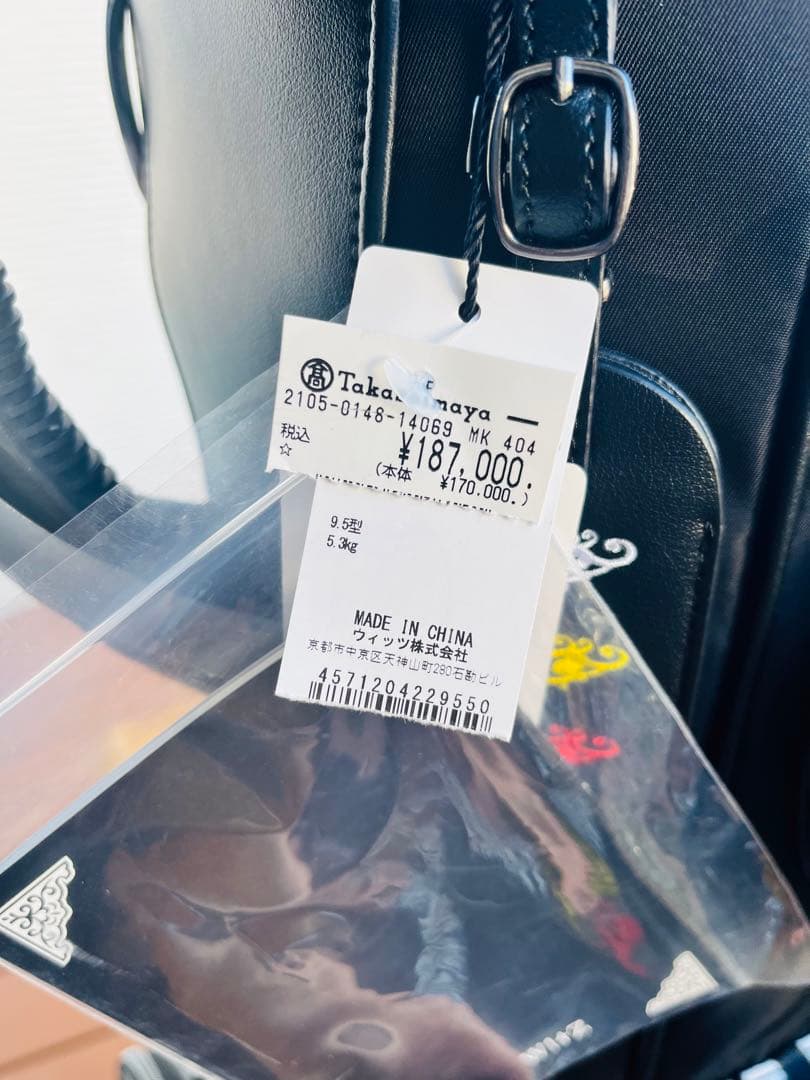 髙 Takashimaya
2105-0148-14069 MK 404
税込 ¥187,000.
☆ (本体 ¥170,000.)
9.5型
5.3kg
MADE IN CHINA
ウィッツ株式会社
京都市中京区天神山町280石勘ビル
4571204229550